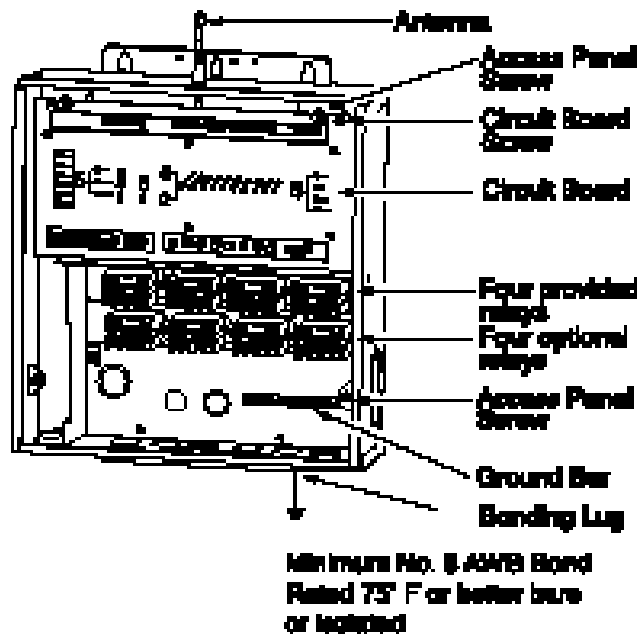 Antenna
Access Panel
Screw
Circuit Board
Screw
Circuit Board
Four provided
relays
Four optional
relays
Access Panel
Screw
Ground Bar
Bonding Lug
Minimum No. 8 AWG Bond
Rated 75° F or better bare
or isolated